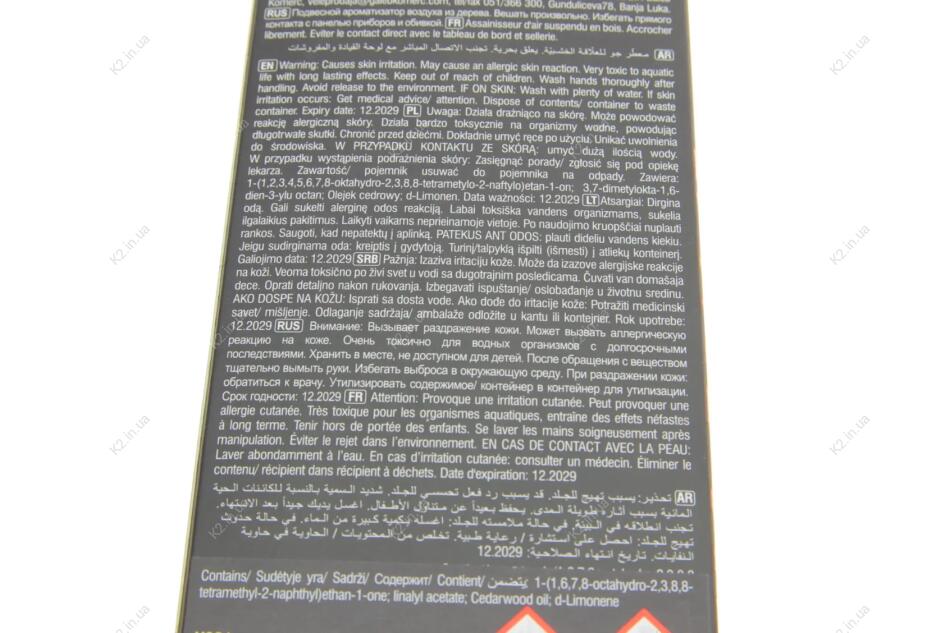 Komerc, veleprodaja@galeokomerc.com, tel/fax 051/366 300, Gunduliceva78, Banja Luka.
RUS Подвесной ароматизатор воздуха из дерева. Вешать произвольно. Избегать прямого
контакта с панелью приборов и обивкой. FR Assainisseur d'air suspendu en bois. Accrocher
librement. Eviter le contact direct avec le tableau de bord et sellerie.
AR معطر جو للعلاقة الخشبية. يعلق بحرية. تجنب الاتصال المباشر مع لوحة القيادة والمفروشات
EN Warning: Causes skin irritation. May cause an allergic skin reaction. Very toxic to aquatic
life with long lasting effects. Keep out of reach of children. Wash hands thoroughly after
handling. Avoid release to the environment. IF ON SKIN: Wash with plenty of water. If skin
irritation occurs: Get medical advice/ attention. Dispose of contents/ container to waste
container. Expiry date: 12.2029 PL Uwaga: Działa drażniąco na skórę. Może powodować
reakcję alergiczną skóry. Działa bardzo toksycznie na organizmy wodne, powodując
długotrwałe skutki. Chronić przed dziećmi. Dokładnie umyć ręce po użyciu. Unikać uwolnienia
do środowiska. W PRZYPADKU KONTAKTU ZE SKÓRĄ: umyć dużą ilością wody.
W przypadku wystąpienia podrażnienia skóry: Zasięgnąć porady/ zgłosić się pod opiekę
lekarza. Zawartość/ pojemnik usuwać do pojemnika na odpady. Zawiera:
1-(1,2,3,4,5,6,7,8-oktahydro-2,3,8,8-tetrametylo-2-naftylo)etan-1-on; 3,7-dimetylokta-1,6-
dien-3-ylu octan; Olejek cedrowy; d-Limonen. Data ważności: 12.2029 LT Atsargiai: Dirgina
odą. Gali sukelti alerginę odos reakciją. Labai toksiška vandens organizmams, sukelia
ilgalaikius pakitimus. Laikyti vaikams neprieinamoje vietoje. Po naudojimo kruopščiai nuplauti
rankos. Saugoti, kad nepatektų į aplinką. PATEKUS ANT ODOS: plauti dideliu vandens kiekiu.
Jeigu sudirginama oda: kreiptis į gydytoją. Turinį/talpyklą išpilti (išmesti) į atliekų konteinerį.
Galiojimo data: 12.2029 SRB Pažnja: Izaziva iritaciju kože. Može da izazove alergijske reakcije
na koži. Veoma toksično po živi svet u vodi sa dugotrajnim posledicama. Čuvati van domašaja
dece. Oprati detaljno nakon rukovanja. Izbegavati ispuštanje/ oslobađanje u životnu sredinu.
AKO DOSPE NA KOŽU: Isprati sa dosta vode. Ako dođe do iritacije kože: Potražiti medicinski
savet/ mišljenje. Odlaganje sadržaja/ ambalaže odložite u kantu ili kontejner. Rok upotrebe:
12.2029 RUS Внимание: Вызывает раздражение кожи. Может вызвать аллергическую
реакцию на коже. Очень токсично для водных организмов с долгосрочными
последствиями. Хранить в месте, не доступном для детей. После обращения с веществом
тщательно вымыть руки. Избегать выброса в окружающую среду. При раздражении кожи:
обратиться к врачу. Утилизировать содержимое/ контейнер в контейнер для утилизации.
Срок годности: 12.2029 FR Attention: Provoque une irritation cutanée. Peut provoquer une
allergie cutanée. Très toxique pour les organismes aquatiques, entraîne des effets néfastes
à long terme. Tenir hors de portée des enfants. Se laver les mains soigneusement après
manipulation. Éviter le rejet dans l'environnement. EN CAS DE CONTACT AVEC LA PEAU:
Laver abondamment à l'eau. En cas d'irritation cutanée: consulter un médecin. Éliminer le
contenu/ récipient dans récipient à déchets. Date d'expiration: 12.2029
AR تحذير: يسبب تهيج للجلد. قد يسبب رد فعل تحسسي للجلد. شديد السمية بالنسبة للكائنات الحية
المائية بسبب آثاره طويلة المدى. يحفظ بعيداً عن متناول الأطفال. اغسل يديك جيداً بعد الانتهاء.
تجنب انطلاقه في البيئة. في حالة ملامسته للجلد: اغسله بكمية كبيرة من الماء. في حالة حدوث
تهيج للجلد: احصل على استشارة / رعاية طبية. تخلص من المحتويات / الحاوية في حاوية
النفايات. تاريخ انتهاء الصلاحية: 12.2029
Contains/ Sudėtyje yra/ Sadrži/ Содержит/ Contient/ يتضمن/ 1-(1,6,7,8-octahydro-2,3,8,8-
tetramethyl-2-naphthyl)ethan-1-one; linalyl acetate; Cedarwood oil; d-Limonene